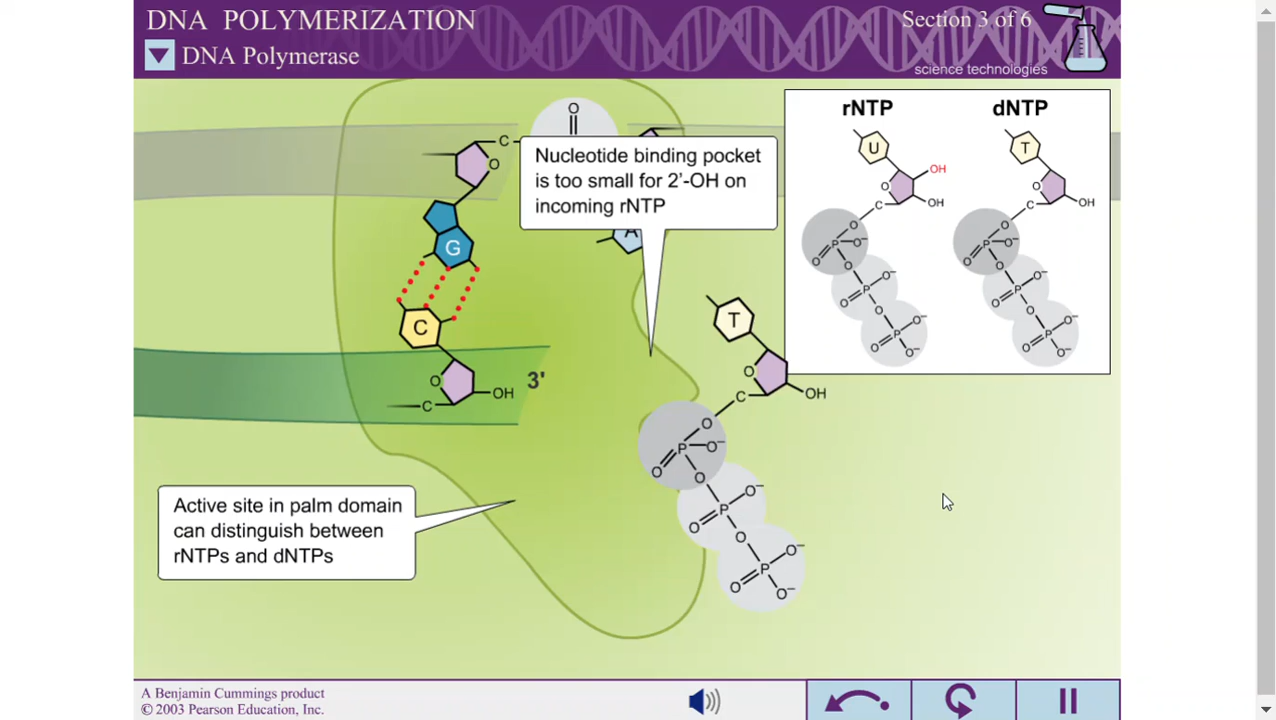 DNA POLYMERIZATION
Section 3 of 6
DNA Polymerase
science technologies
rNTP
dNTP
Nucleotide binding pocket
is too small for 2'-OH on
incoming rNTP
O
C
O
G
A
C
O
OH
C
3'
U
OH
O
OH
C
O
P
O⁻
O
O
P
O⁻
O⁻
O
O
P
O⁻
O
O⁻
T
O
OH
C
O
P
O⁻
O
O
P
O⁻
O⁻
O
O
P
O⁻
O
O⁻
T
O
OH
C
O
P
O⁻
O
O
O⁻
P
O
O
O⁻
P
O
O⁻
Active site in palm domain
can distinguish between
rNTPs and dNTPs
A Benjamin Cummings product
© 2003 Pearson Education, Inc.